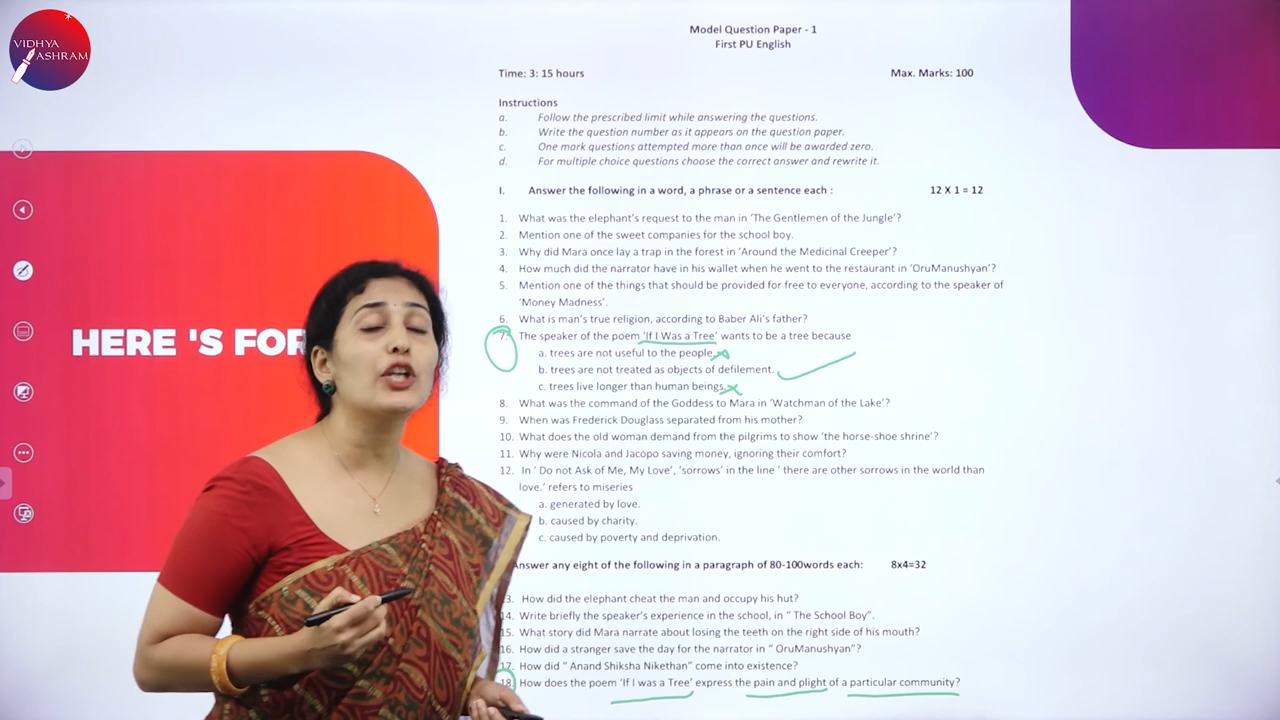 VIDHYA
ASHRAM
HERE 'S FOR
Model Question Paper - 1
First PU English
Time: 3: 15 hours Max. Marks: 100
Instructions
a. Follow the prescribed limit while answering the questions.
b. Write the question number as it appears on the question paper.
c. One mark questions attempted more than once will be awarded zero.
d. For multiple choice questions choose the correct answer and rewrite it.
I. Answer the following in a word, a phrase or a sentence each : 12 X 1 = 12
1. What was the elephant's request to the man in 'The Gentlemen of the Jungle'?
2. Mention one of the sweet companies for the school boy.
3. Why did Mara once lay a trap in the forest in 'Around the Medicinal Creeper'?
4. How much did the narrator have in his wallet when he went to the restaurant in 'OruManushyan'?
5. Mention one of the things that should be provided for free to everyone, according to the speaker of
'Money Madness'.
6. What is man's true religion, according to Baber Ali's father?
7. The speaker of the poem 'If I Was a Tree' wants to be a tree because
a. trees are not useful to the people.
b. trees are not treated as objects of defilement.
c. trees live longer than human beings.
8. What was the command of the Goddess to Mara in 'Watchman of the Lake'?
9. When was Frederick Douglass separated from his mother?
10. What does the old woman demand from the pilgrims to show 'the horse-shoe shrine'?
11. Why were Nicola and Jacopo saving money, ignoring their comfort?
12. In ' Do not Ask of Me, My Love', 'sorrows' in the line ' there are other sorrows in the world than
love.' refers to miseries
a. generated by love.
b. caused by charity.
c. caused by poverty and deprivation.
Answer any eight of the following in a paragraph of 80-100words each: 8x4=32
13. How did the elephant cheat the man and occupy his hut?
14. Write briefly the speaker's experience in the school, in " The School Boy".
15. What story did Mara narrate about losing the teeth on the right side of his mouth?
16. How did a stranger save the day for the narrator in " OruManushyan"?
17. How did " Anand Shiksha Nikethan" come into existence?
18. How does the poem 'If I was a Tree' express the pain and plight of a particular community?